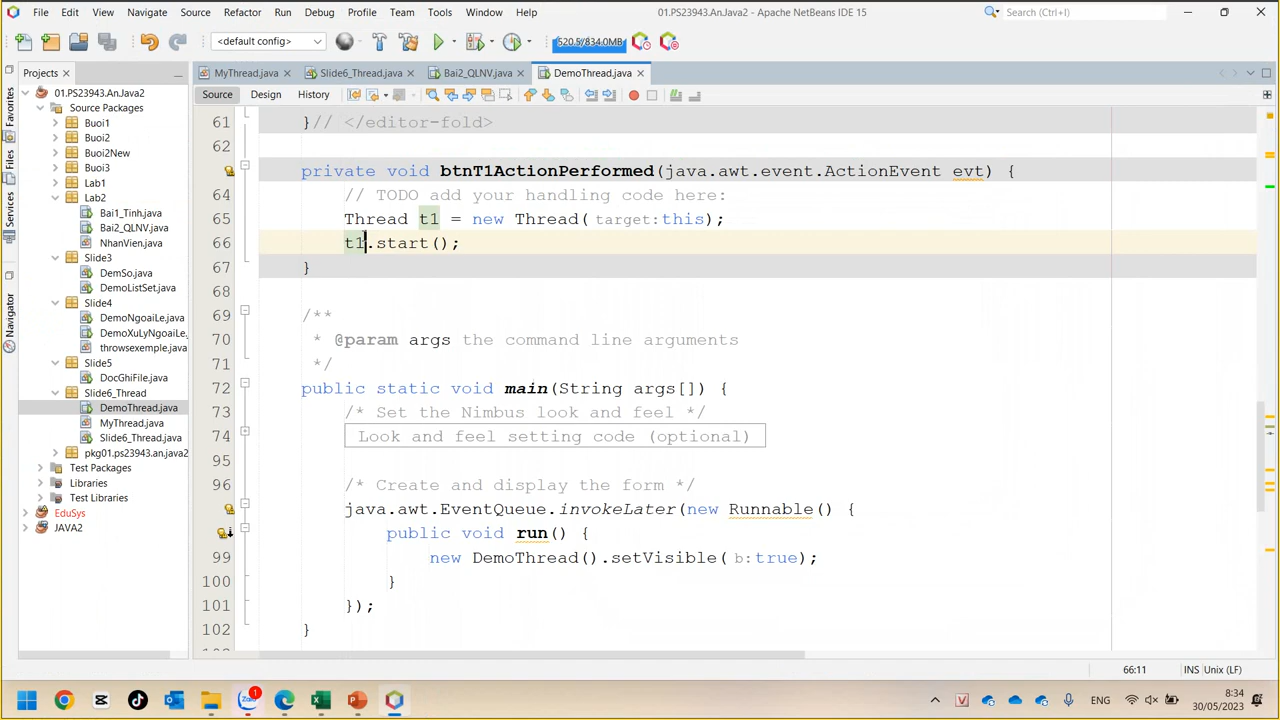 File Edit View Navigate Source Refactor Run Debug Profile Team Tools Window Help 01.PS23943.AnJava2 - Apache NetBeans IDE 15 Search (Ctrl+I)
<default config> 520.5/834.0MB
Projects MyThread.java Slide6_Thread.java Bai2_QLNV.java DemoThread.java
Source Design History
Favorites
Files
Services
Navigator
01.PS23943.AnJava2
Source Packages
Buoi1
Buoi2
Buoi2New
Buoi3
Lab1
Lab2
Bai1_Tinh.java
Bai2_QLNV.java
NhanVien.java
Slide3
DemSo.java
DemoListSet.java
Slide4
DemoNgoaiLe.java
DemoXuLyNgoaiLe.
throwsexemple.java
Slide5
DocGhiFile.java
Slide6_Thread
DemoThread.java
MyThread.java
Slide6_Thread.java
pkg01.ps23943.anjava2
Test Packages
Libraries
Test Libraries
EduSys
JAVA2
61 }// </editor-fold>
62
private void btnT1ActionPerformed(java.awt.event.ActionEvent evt) {
64 // TODO add your handling code here:
65 Thread t1 = new Thread(target:this);
66 t1.start();
67 }
68
69 /**
70 * @param args the command line arguments
71 */
72 public static void main(String args[]) {
73 /* Set the Nimbus look and feel */
74 Look and feel setting code (optional)
95
96 /* Create and display the form */
java.awt.EventQueue.invokeLater(new Runnable() {
public void run() {
99 new DemoThread().setVisible(b:true);
100 }
101 });
102 }
66:11 INS Unix (LF)
Zalo 1 ENG 8:34
30/05/2023